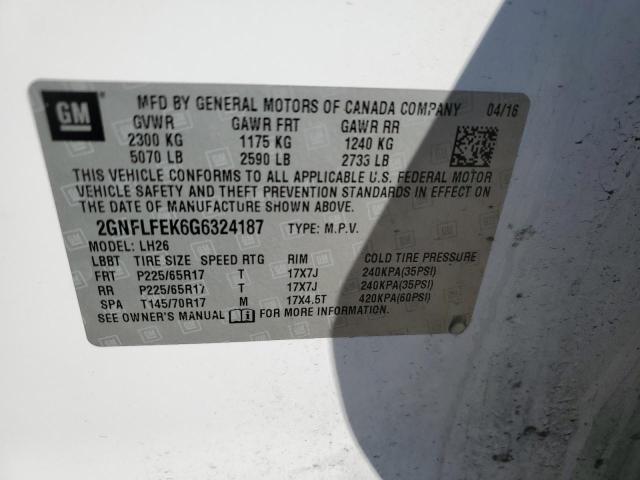 GM
MFD BY GENERAL MOTORS OF CANADA COMPANY 04/16
GVWR GAWR FRT GAWR RR
2300 KG 1175 KG 1240 KG
5070 LB 2590 LB 2733 LB
THIS VEHICLE CONFORMS TO ALL APPLICABLE U.S. FEDERAL MOTOR
VEHICLE SAFETY AND THEFT PREVENTION STANDARDS IN EFFECT ON
THE DATE OF MANUFACTURE SHOWN ABOVE.
2GNFLFEK6G6324187 TYPE: M.P.V.
MODEL: LH26
LBBT TIRE SIZE SPEED RTG RIM COLD TIRE PRESSURE
FRT P225/65R17 T 17X7J 240KPA(35PSI)
RR P225/65R17 T 17X7J 240KPA(35PSI)
SPA T145/70R17 M 17X4.5T 420KPA(60PSI)
SEE OWNER'S MANUAL FOR MORE INFORMATION